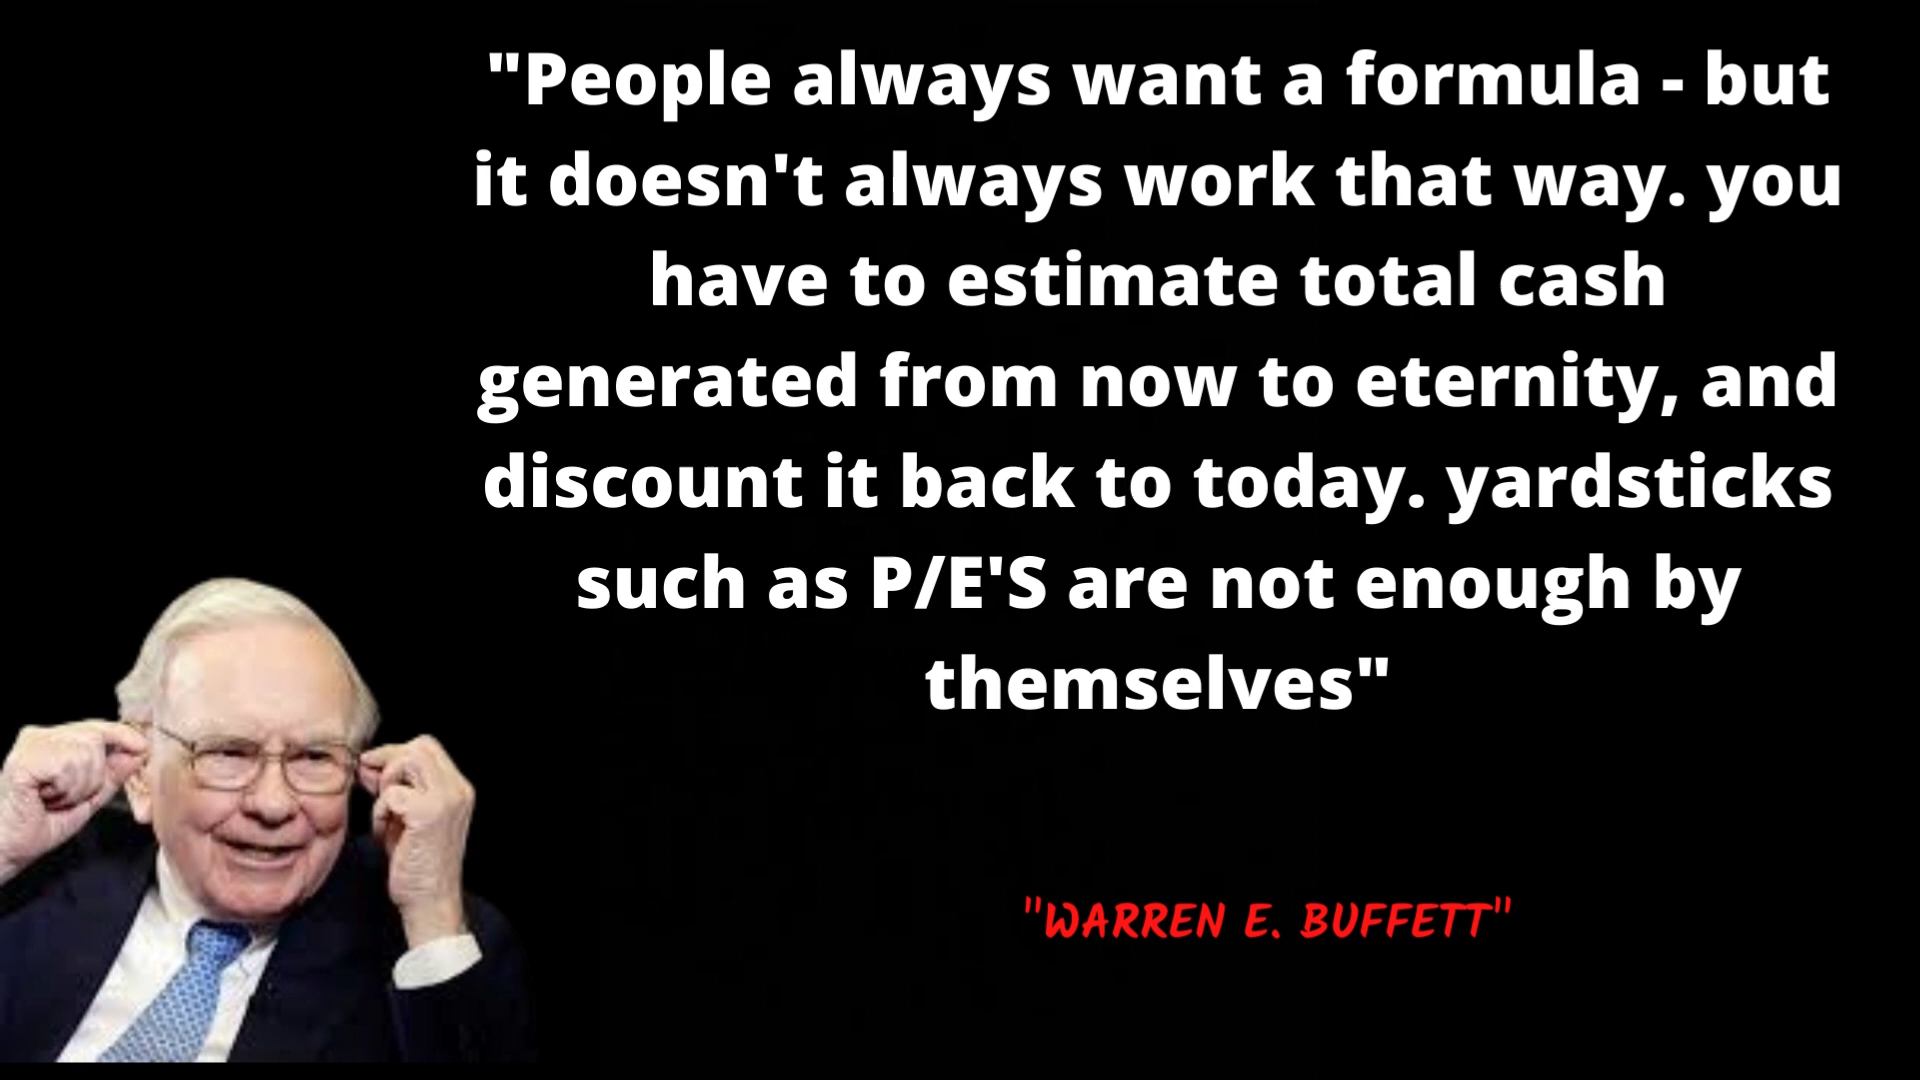 "People always want a formula - but
it doesn't always work that way. you
have to estimate total cash
generated from now to eternity, and
discount it back to today. yardsticks
such as P/E'S are not enough by
themselves"
"WARREN E. BUFFETT"